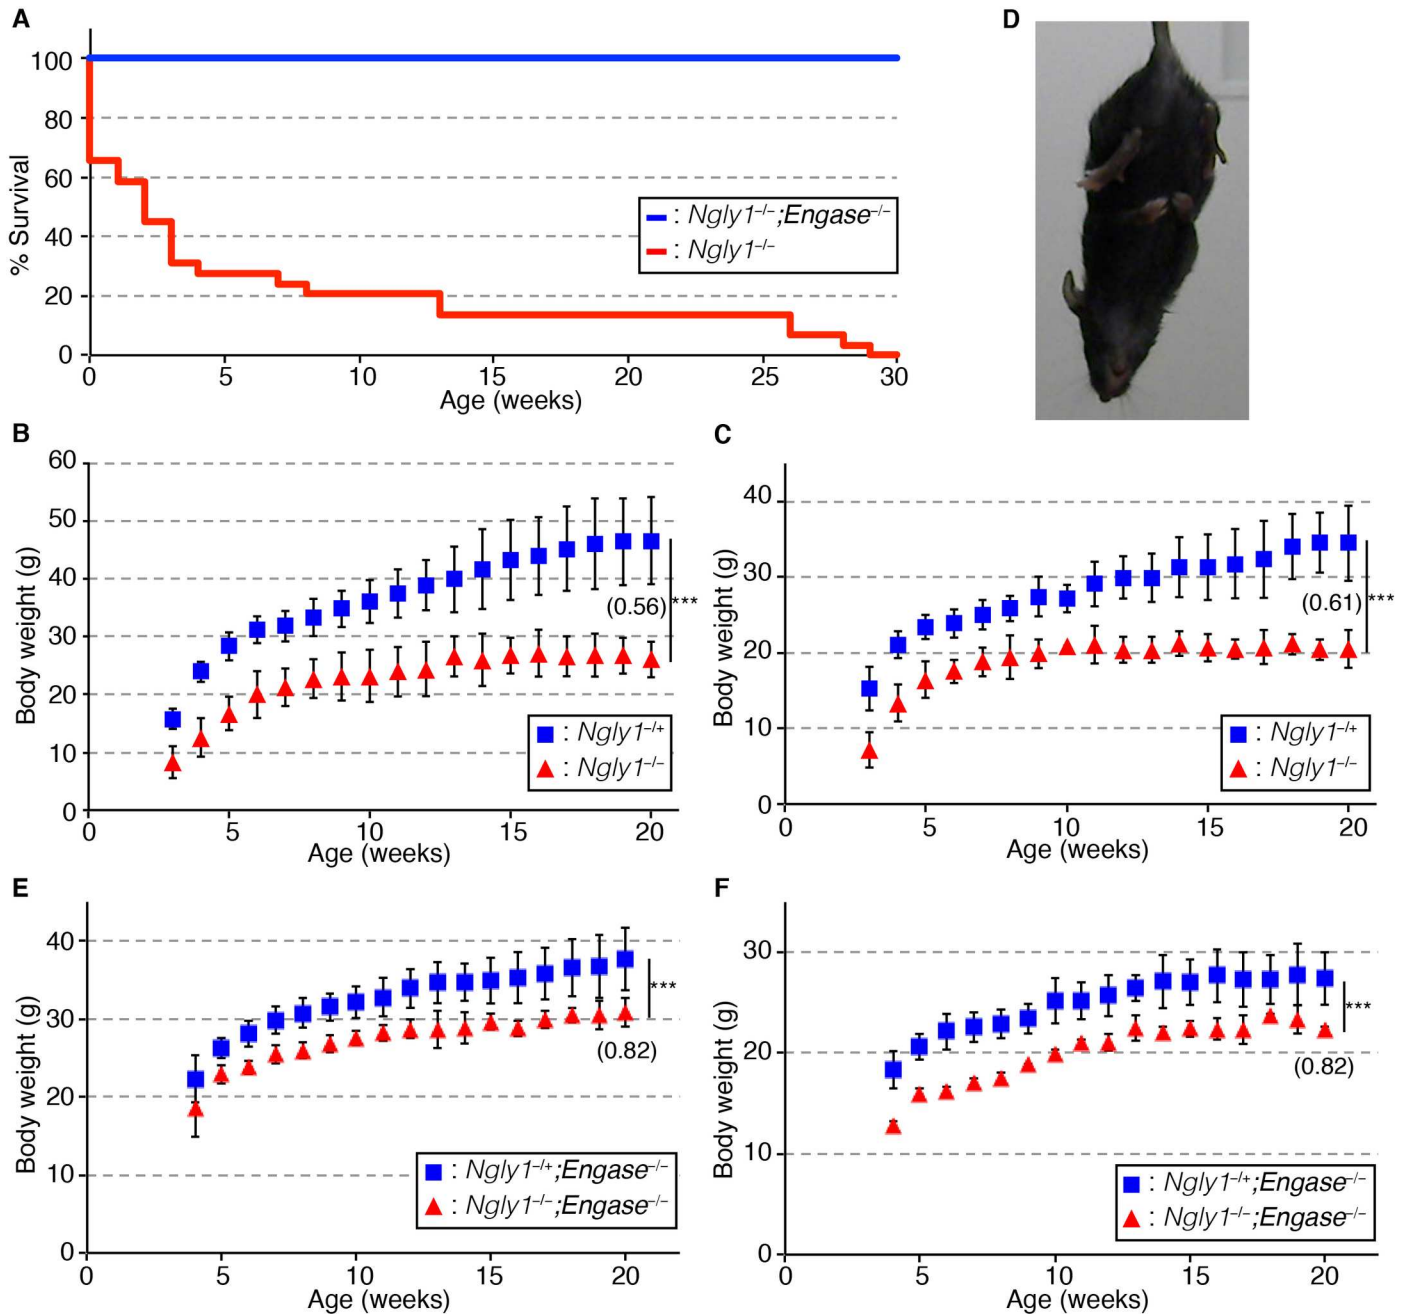 A
D
% Survival
100
80
60
40
20
0
: Ngly1⁻/⁻;Engase⁻/⁻
: Ngly1⁻/⁻
0 5 10 15 20 25 30
Age (weeks)
B
Body weight (g)
60
50
40
30
20
10
0
(0.56)
***
: Ngly1⁻/⁺
: Ngly1⁻/⁻
0 5 10 15 20
Age (weeks)
C
Body weight (g)
40
30
20
10
0
(0.61)
***
: Ngly1⁻/⁺
: Ngly1⁻/⁻
0 5 10 15 20
Age (weeks)
E
Body weight (g)
40
30
20
10
0
***
(0.82)
: Ngly1⁻/⁺;Engase⁻/⁻
: Ngly1⁻/⁻;Engase⁻/⁻
0 5 10 15 20
Age (weeks)
F
Body weight (g)
30
20
10
0
***
(0.82)
: Ngly1⁻/⁺;Engase⁻/⁻
: Ngly1⁻/⁻;Engase⁻/⁻
0 5 10 15 20
Age (weeks)